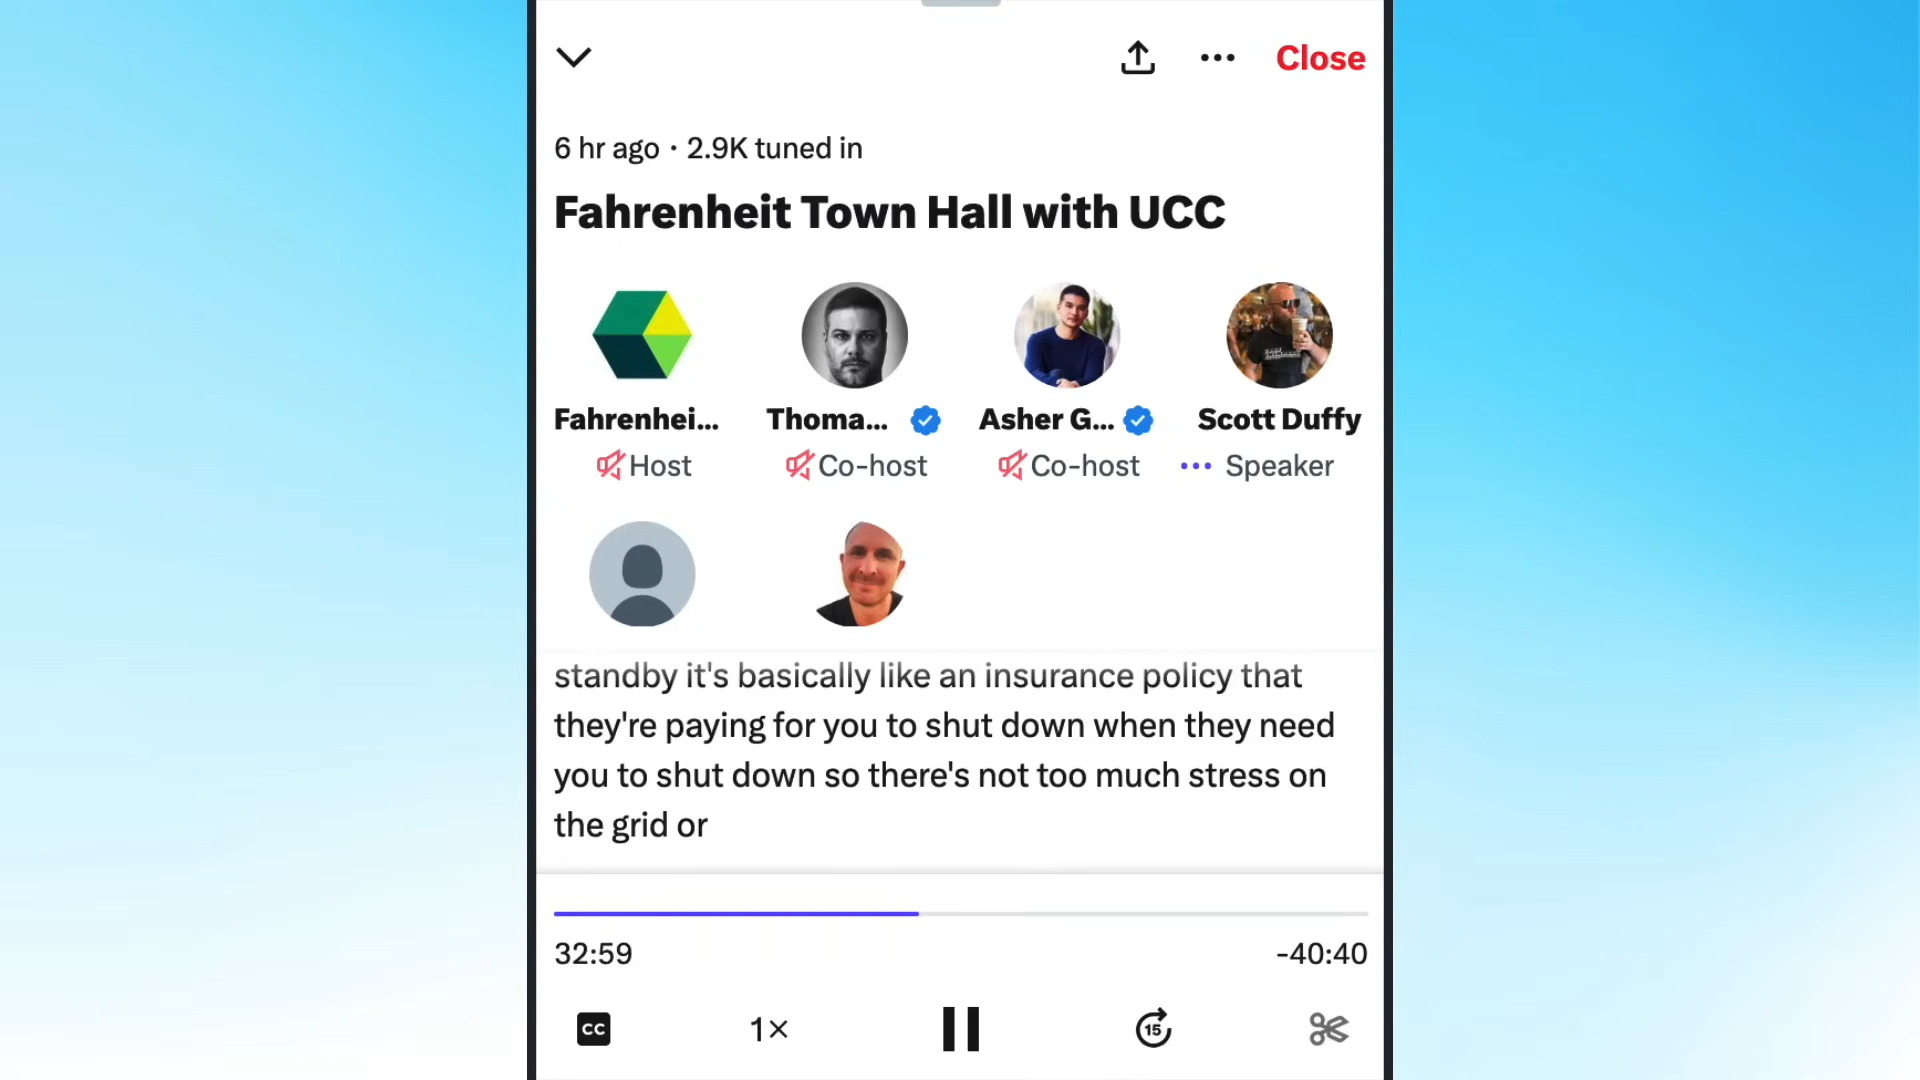 Close
6 hr ago · 2.9K tuned in
Fahrenheit Town Hall with UCC
Fahrenhei... Thoma... Asher G... Scott Duffy
Host Co-host Co-host Speaker
standby it's basically like an insurance policy that
they're paying for you to shut down when they need
you to shut down so there's not too much stress on
the grid or
32:59 -40:40
CC 1× 15